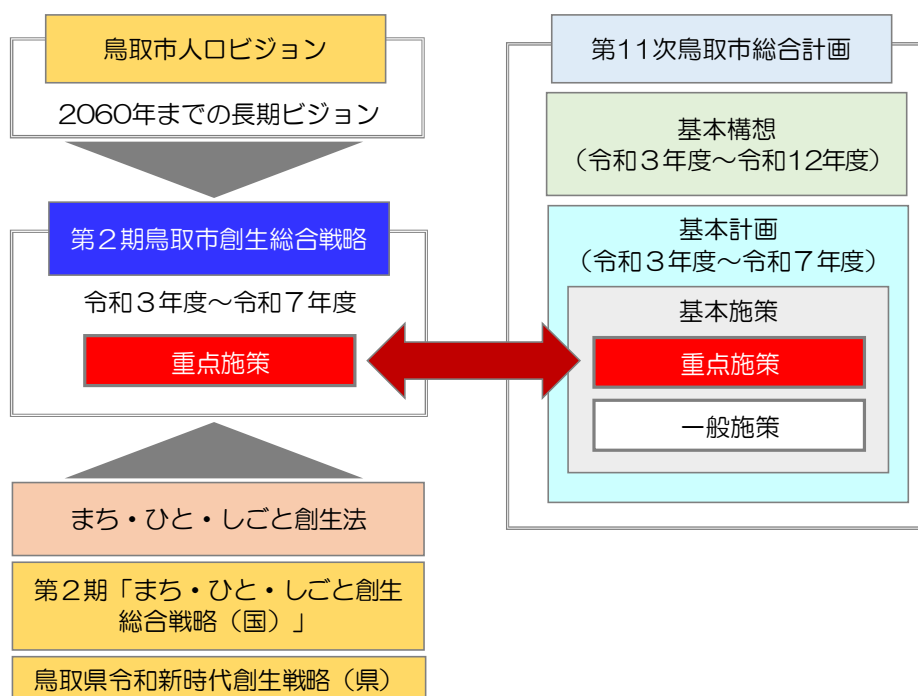 鳥取市人口ビジョン
2060年までの長期ビジョン
第２期鳥取市創生総合戦略
令和３年度～令和７年度
重点施策
まち・ひと・しごと創生法
第２期「まち・ひと・しごと創生
総合戦略（国）」
鳥取県令和新時代創生戦略（県）
第11次鳥取市総合計画
基本構想
（令和３年度～令和12年度）
基本計画
（令和３年度～令和７年度）
基本施策
重点施策
一般施策